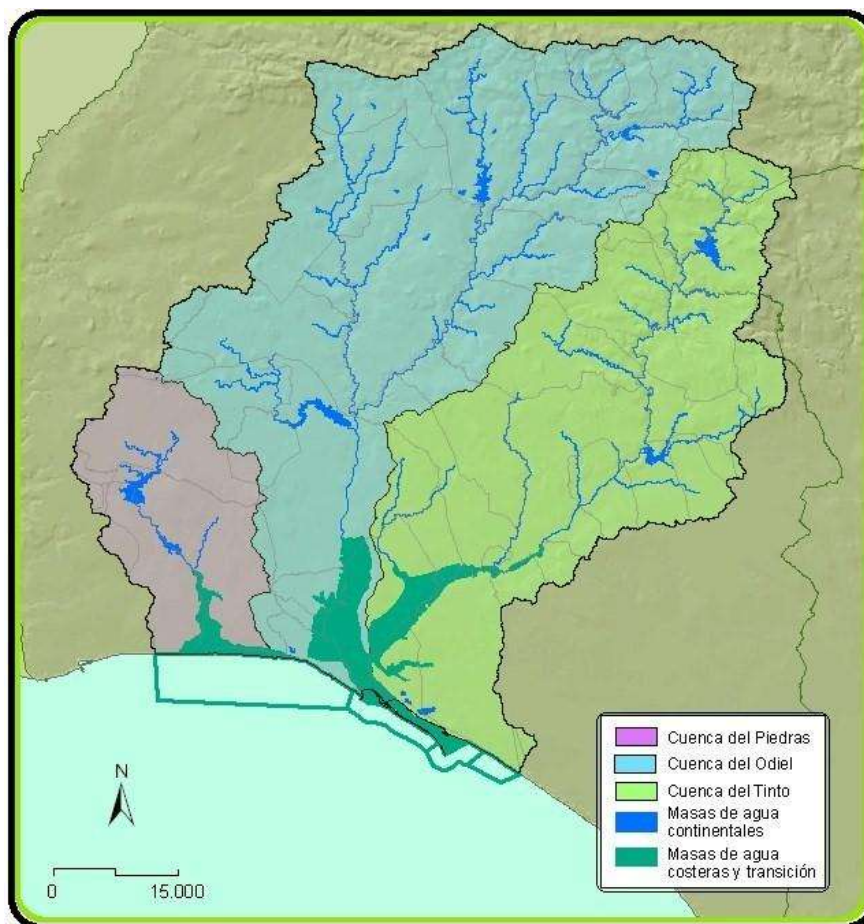 Cuenca del Piedras
Cuenca del Odiel
Cuenca del Tinto
Masas de agua
continentales
Masas de agua
costeras y transición
N
0 15.000